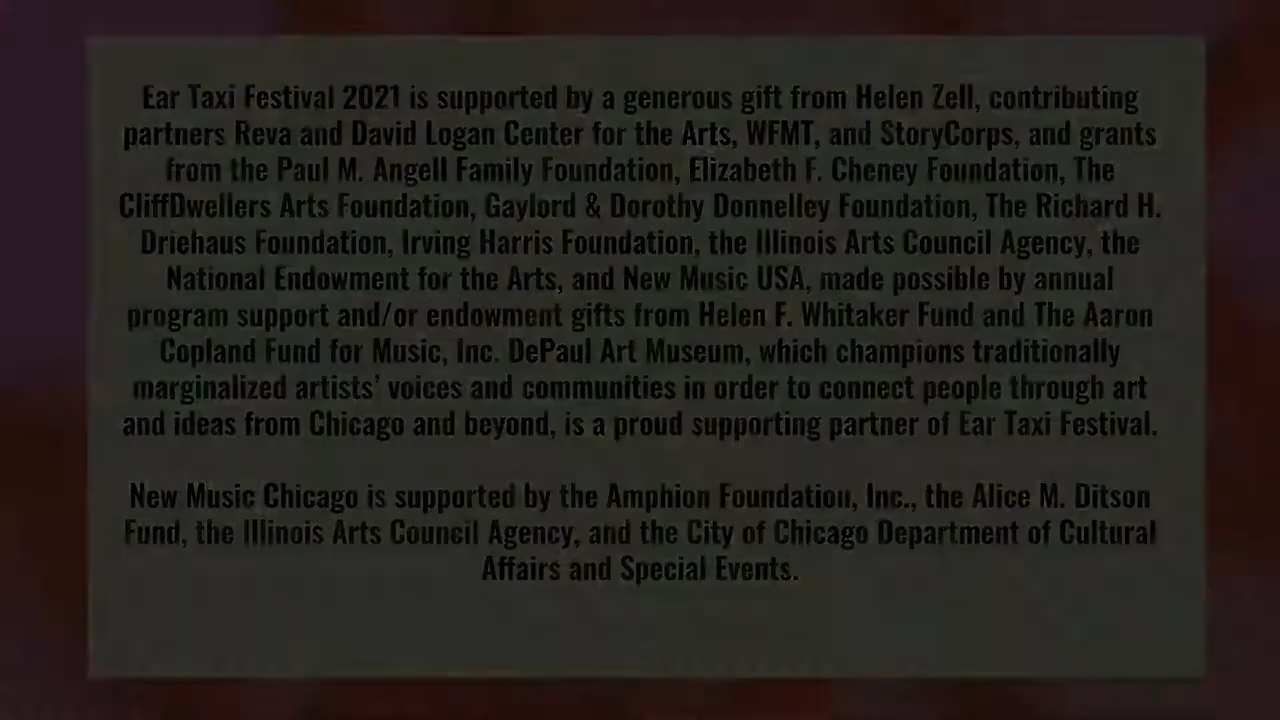 Ear Taxi Festival 2021 is supported by a generous gift from Helen Zell, contributing
partners Reva and David Logan Center for the Arts, WFMT, and StoryCorps, and grants
from the Paul M. Angell Family Foundation, Elizabeth F. Cheney Foundation, The
CliffDwellers Arts Foundation, Gaylord & Dorothy Donnelley Foundation, The Richard H.
Driehaus Foundation, Irving Harris Foundation, the Illinois Arts Council Agency, the
National Endowment for the Arts, and New Music USA, made possible by annual
program support and/or endowment gifts from Helen F. Whitaker Fund and The Aaron
Copland Fund for Music, Inc. DePaul Art Museum, which champions traditionally
marginalized artists’ voices and communities in order to connect people through art
and ideas from Chicago and beyond, is a proud supporting partner of Ear Taxi Festival.
New Music Chicago is supported by the Amphion Foundation, Inc., the Alice M. Ditson
Fund, the Illinois Arts Council Agency, and the City of Chicago Department of Cultural
Affairs and Special Events.